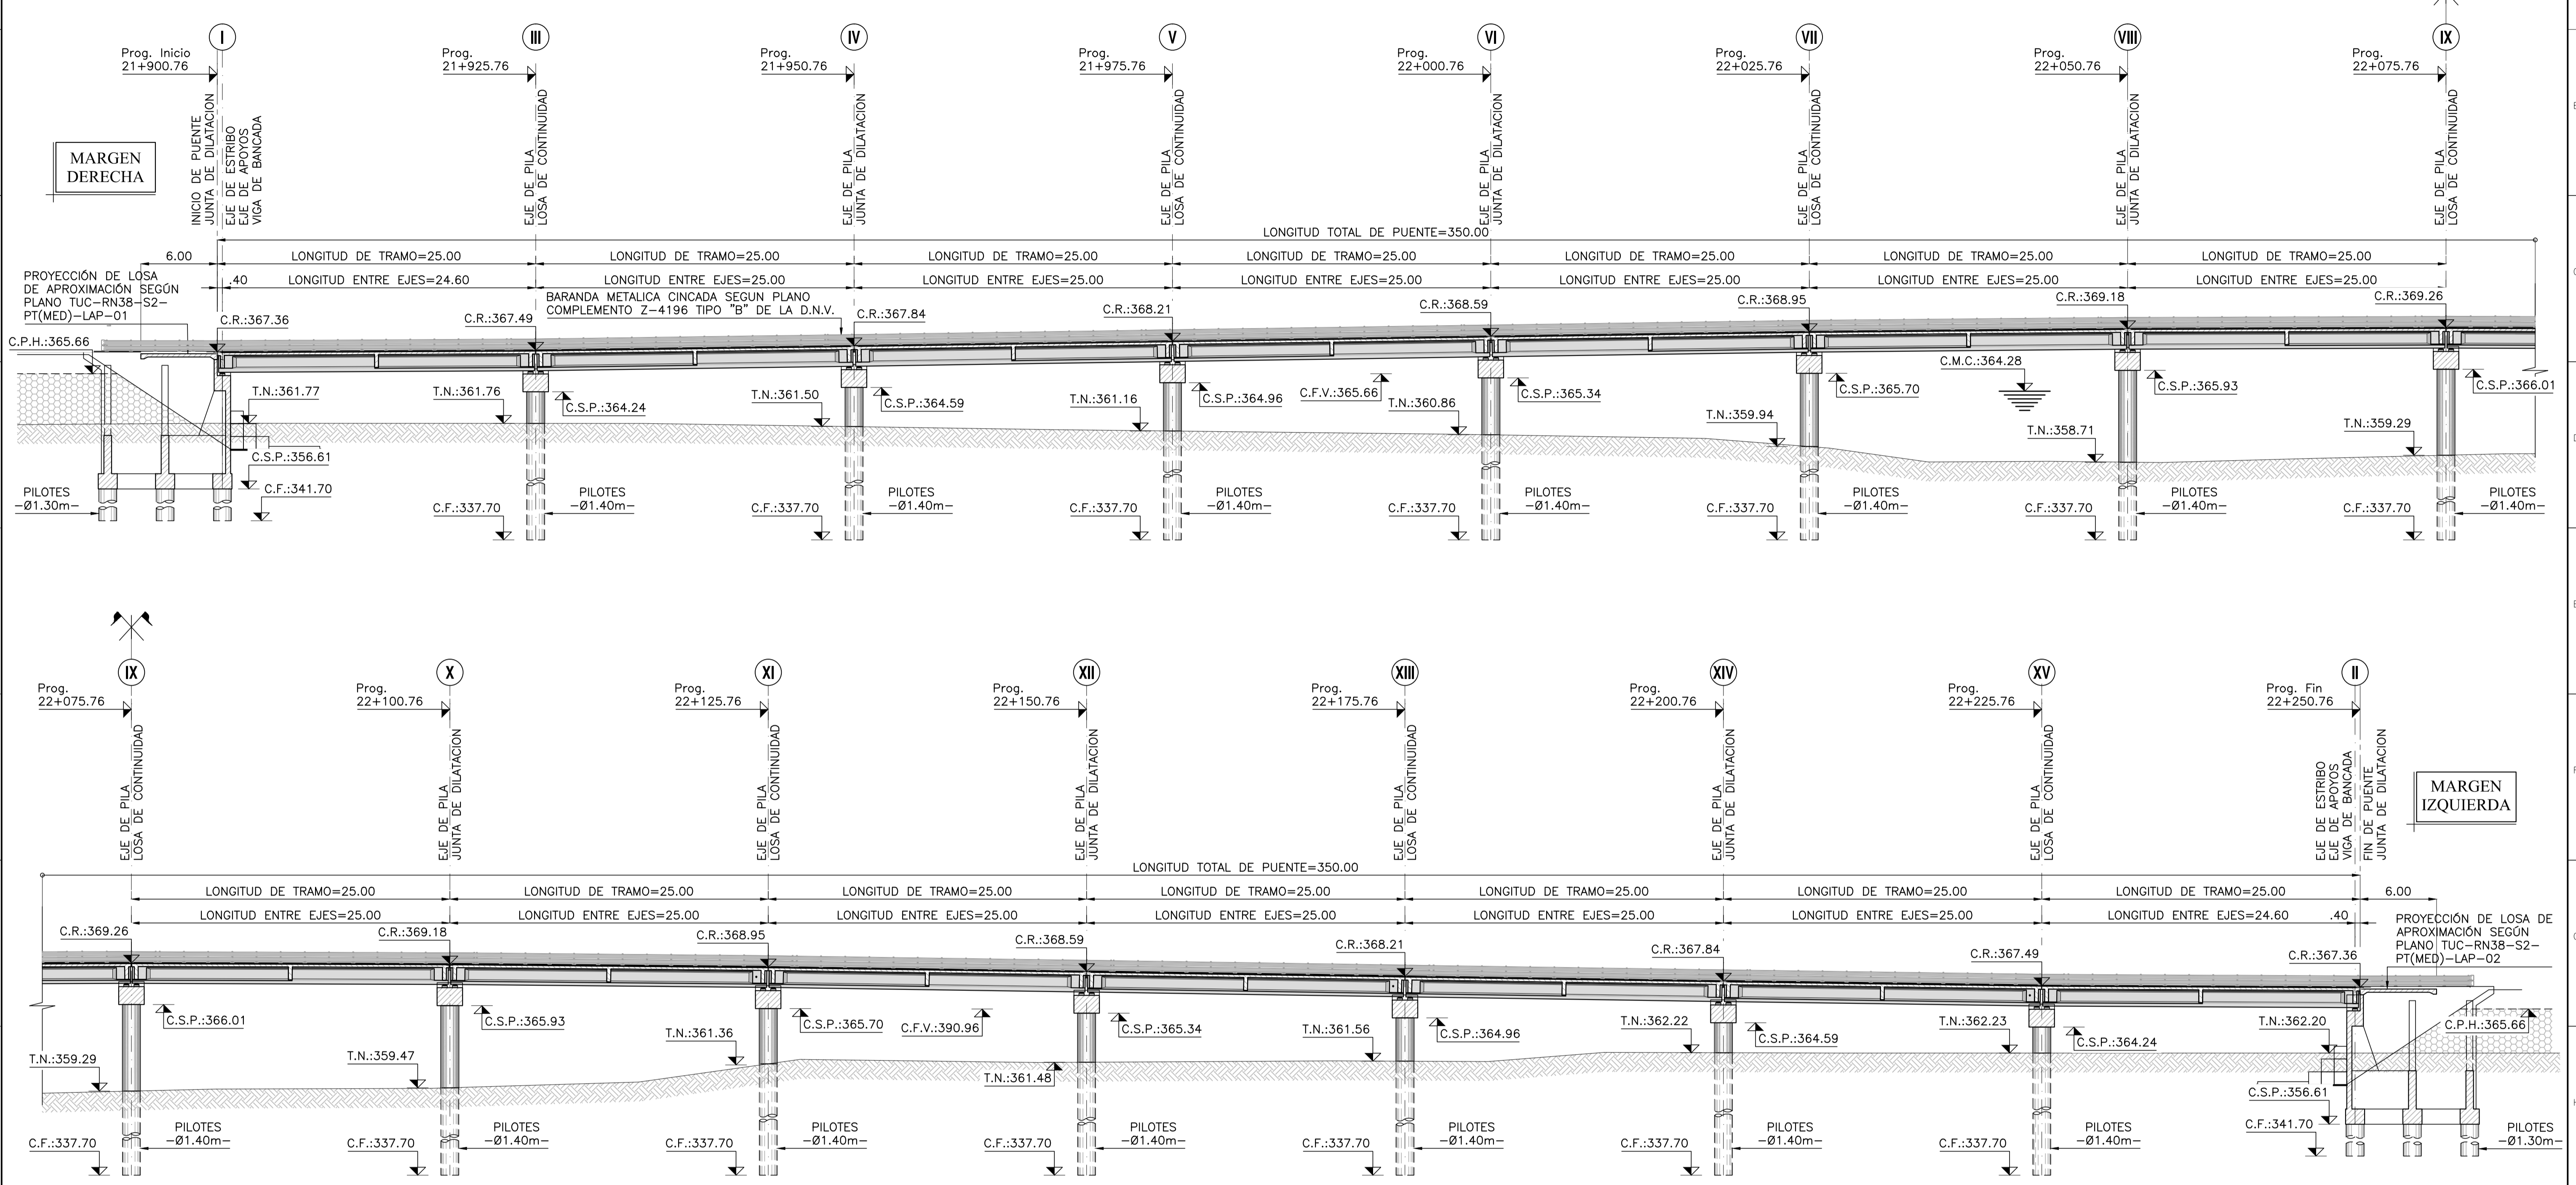 I
III
IV
V
VI
VII
VIII
IX
Prog. Inicio
21+900.76
Prog.
21+925.76
Prog.
21+950.76
Prog.
21+975.76
Prog.
22+000.76
Prog.
22+025.76
Prog.
22+050.76
Prog.
22+075.76
MARGEN
DERECHA
INICIO DE PUENTE
JUNTA DE DILATACION
EJE DE ESTRIBO
EJE DE APOYOS
VIGA DE BANCADA
EJE DE PILA
LOSA DE CONTINUIDAD
EJE DE PILA
JUNTA DE DILATACION
EJE DE PILA
LOSA DE CONTINUIDAD
EJE DE PILA
JUNTA DE DILATACION
EJE DE PILA
LOSA DE CONTINUIDAD
EJE DE PILA
JUNTA DE DILATACION
EJE DE PILA
LOSA DE CONTINUIDAD
LONGITUD TOTAL DE PUENTE=350.00
6.00
LONGITUD DE TRAMO=25.00
LONGITUD DE TRAMO=25.00
LONGITUD DE TRAMO=25.00
LONGITUD DE TRAMO=25.00
LONGITUD DE TRAMO=25.00
LONGITUD DE TRAMO=25.00
LONGITUD DE TRAMO=25.00
.40
LONGITUD ENTRE EJES=24.60
LONGITUD ENTRE EJES=25.00
LONGITUD ENTRE EJES=25.00
LONGITUD ENTRE EJES=25.00
LONGITUD ENTRE EJES=25.00
LONGITUD ENTRE EJES=25.00
LONGITUD ENTRE EJES=25.00
PROYECCIÓN DE LOSA
DE APROXIMACIÓN SEGÚN
PLANO TUC-RN38-S2-
PT(MED)-LAP-01
BARANDA METALICA CINCADA SEGUN PLANO
COMPLEMENTO Z-4196 TIPO "B" DE LA D.N.V.
C.R.:367.36
C.R.:367.49
C.R.:367.84
C.R.:368.21
C.R.:368.59
C.R.:368.95
C.R.:369.18
C.R.:369.26
C.P.H.:365.66
T.N.:361.77
T.N.:361.76
C.S.P.:364.24
T.N.:361.50
C.S.P.:364.59
T.N.:361.16
C.S.P.:364.96
C.F.V.:365.66
T.N.:360.86
C.S.P.:365.34
T.N.:359.94
C.S.P.:365.70
C.M.C.:364.28
T.N.:358.71
C.S.P.:365.93
T.N.:359.29
C.S.P.:366.01
C.S.P.:356.61
C.F.:341.70
PILOTES
-Ø1.30m-
C.F.:337.70
PILOTES
-Ø1.40m-
C.F.:337.70
PILOTES
-Ø1.40m-
C.F.:337.70
PILOTES
-Ø1.40m-
C.F.:337.70
PILOTES
-Ø1.40m-
C.F.:337.70
PILOTES
-Ø1.40m-
C.F.:337.70
PILOTES
-Ø1.40m-
C.F.:337.70
PILOTES
-Ø1.40m-
IX
X
XI
XII
XIII
XIV
XV
II
Prog.
22+075.76
Prog.
22+100.76
Prog.
22+125.76
Prog.
22+150.76
Prog.
22+175.76
Prog.
22+200.76
Prog.
22+225.76
Prog. Fin
22+250.76
EJE DE PILA
LOSA DE CONTINUIDAD
EJE DE PILA
JUNTA DE DILATACION
EJE DE PILA
LOSA DE CONTINUIDAD
EJE DE PILA
JUNTA DE DILATACION
EJE DE PILA
LOSA DE CONTINUIDAD
EJE DE PILA
JUNTA DE DILATACION
EJE DE PILA
LOSA DE CONTINUIDAD
EJE DE ESTRIBO
EJE DE APOYOS
VIGA DE BANCADA
FIN DE PUENTE
JUNTA DE DILATACION
MARGEN
IZQUIERDA
LONGITUD TOTAL DE PUENTE=350.00
LONGITUD DE TRAMO=25.00
LONGITUD DE TRAMO=25.00
LONGITUD DE TRAMO=25.00
LONGITUD DE TRAMO=25.00
LONGITUD DE TRAMO=25.00
LONGITUD DE TRAMO=25.00
LONGITUD DE TRAMO=25.00
6.00
LONGITUD ENTRE EJES=25.00
LONGITUD ENTRE EJES=25.00
LONGITUD ENTRE EJES=25.00
LONGITUD ENTRE EJES=25.00
LONGITUD ENTRE EJES=25.00
LONGITUD ENTRE EJES=25.00
LONGITUD ENTRE EJES=24.60
.40
PROYECCIÓN DE LOSA DE
APROXIMACIÓN SEGÚN
PLANO TUC-RN38-S2-
PT(MED)-LAP-02
C.R.:369.26
C.R.:369.18
C.R.:368.95
C.R.:368.59
C.R.:368.21
C.R.:367.84
C.R.:367.49
C.R.:367.36
T.N.:359.29
C.S.P.:366.01
T.N.:359.47
C.S.P.:365.93
T.N.:361.36
C.S.P.:365.70
C.F.V.:390.96
T.N.:361.48
C.S.P.:365.34
T.N.:361.56
C.S.P.:364.96
T.N.:362.22
C.S.P.:364.59
T.N.:362.23
C.S.P.:364.24
T.N.:362.20
C.P.H.:365.66
C.S.P.:356.61
C.F.:341.70
PILOTES
-Ø1.30m-
C.F.:337.70
PILOTES
-Ø1.40m-
C.F.:337.70
PILOTES
-Ø1.40m-
C.F.:337.70
PILOTES
-Ø1.40m-
C.F.:337.70
PILOTES
-Ø1.40m-
C.F.:337.70
PILOTES
-Ø1.40m-
C.F.:337.70
PILOTES
-Ø1.40m-
C.F.:337.70
PILOTES
-Ø1.40m-